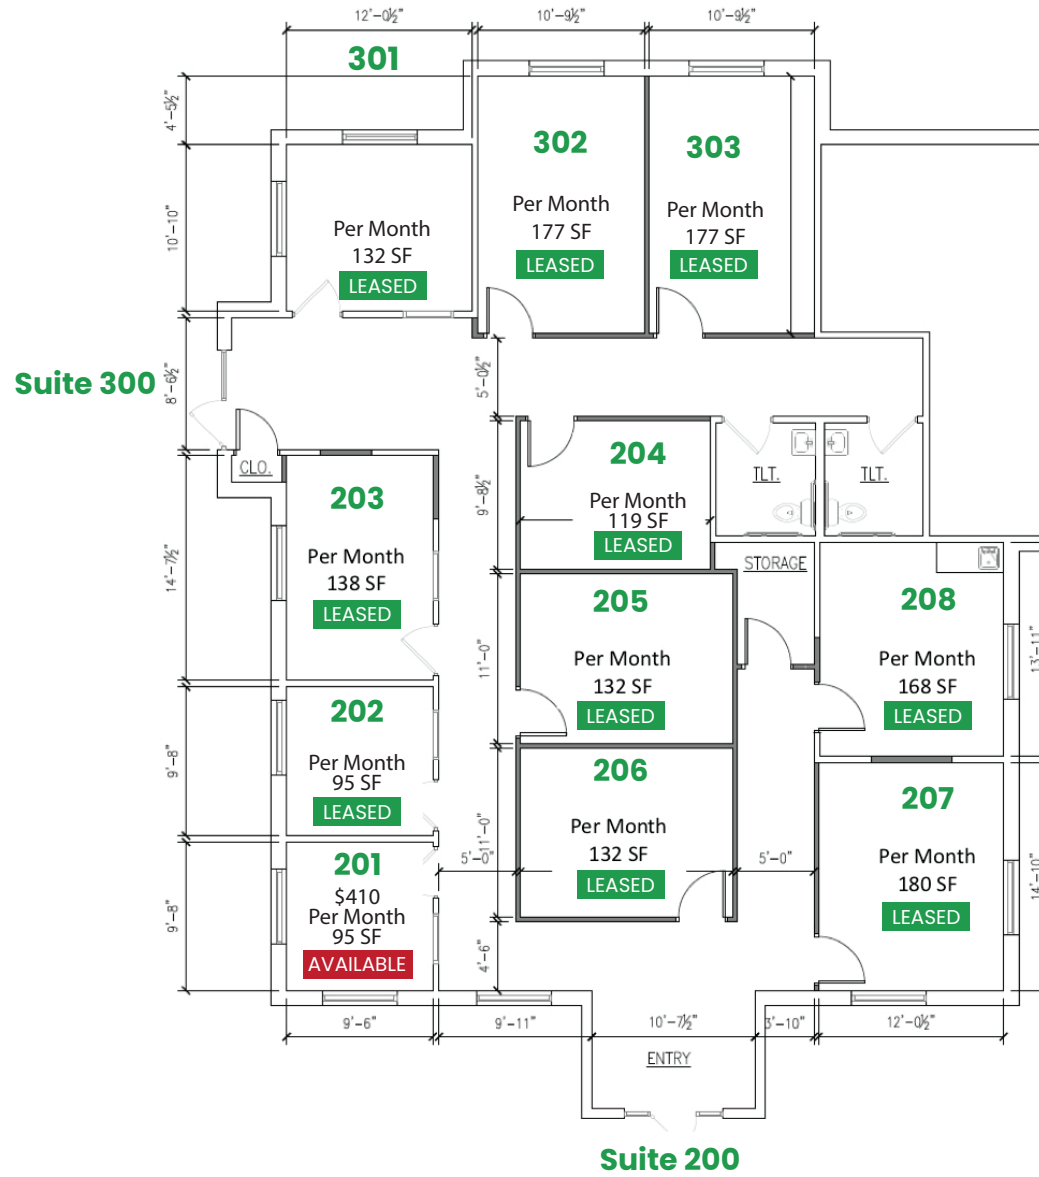 12'-0½"
10'-9½"
10'-9½"
301
4'-5½"
302
303
10'-10"
Per Month
132 SF
LEASED
Per Month
177 SF
LEASED
Per Month
177 SF
LEASED
Suite 300
8'-6½"
5'-0½"
CLO.
203
Per Month
138 SF
LEASED
14'-7½"
9'-8½"
204
Per Month
119 SF
LEASED
TLT.
TLT.
STORAGE
205
Per Month
132 SF
LEASED
11'-0"
208
Per Month
168 SF
LEASED
13'-11"
202
Per Month
95 SF
LEASED
9'-8"
206
Per Month
132 SF
LEASED
11'-0"
5'-0"
5'-0"
207
Per Month
180 SF
LEASED
14'-10"
201
$410
Per Month
95 SF
AVAILABLE
9'-8"
4'-6"
9'-6"
9'-11"
10'-7½"
3'-10"
12'-0½"
ENTRY
Suite 200